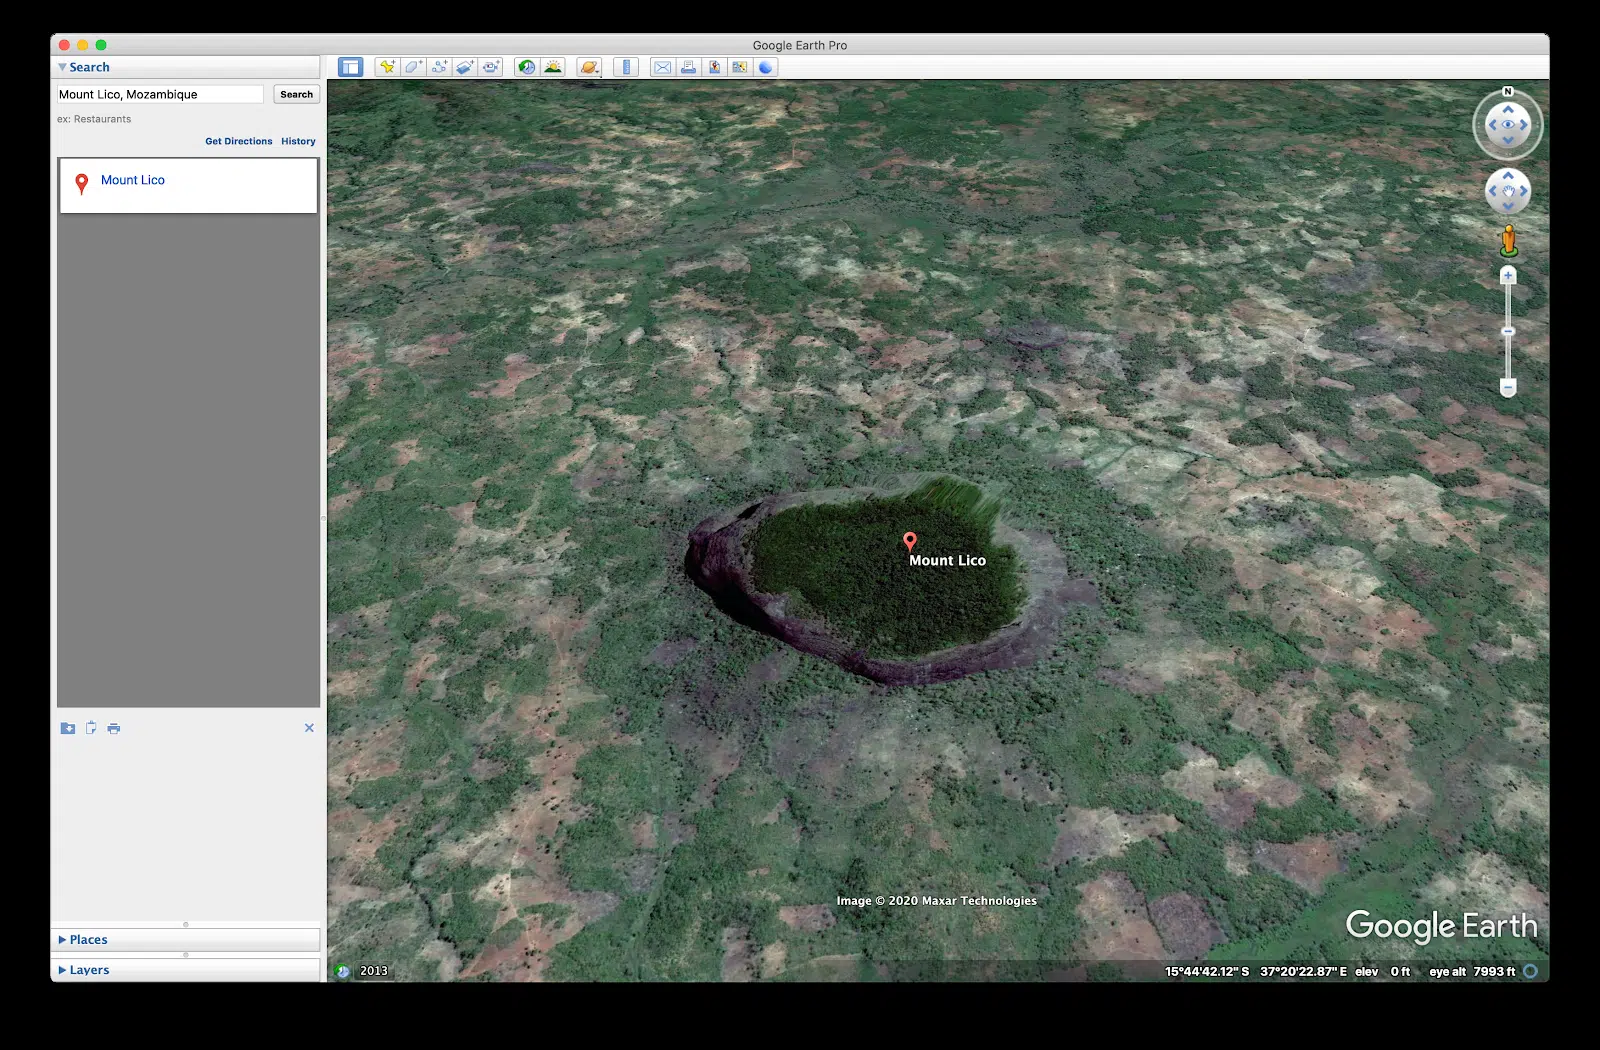 Google Earth Pro
Search
Mount Lico, Mozambique
Search
ex: Restaurants
Get Directions History
Mount Lico
N
Mount Lico
Image © 2020 Maxar Technologies
Google Earth
Places
Layers
2013
15°44'42.12" S 37°20'22.87" E elev 0 ft eye alt 7993 ft